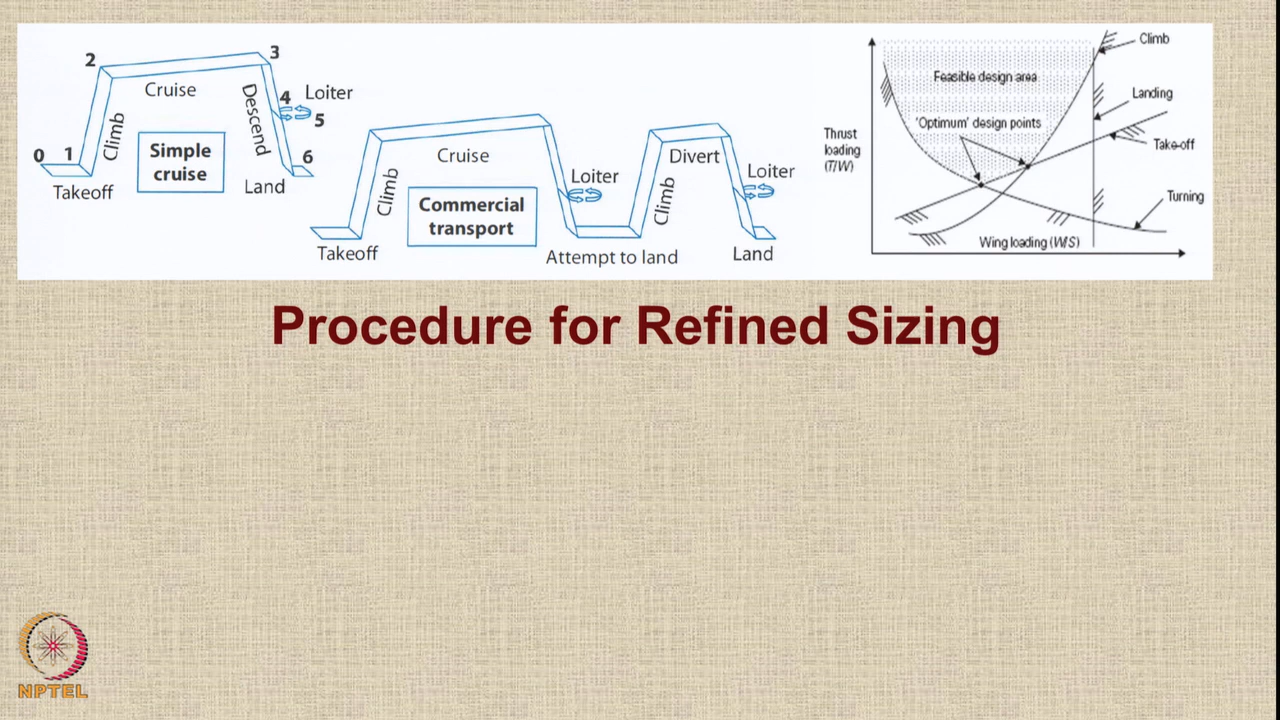 0
1
2
3
4
5
6
Takeoff
Climb
Cruise
Descend
Loiter
Land
Simple
cruise
Takeoff
Climb
Cruise
Commercial
transport
Loiter
Attempt to land
Climb
Divert
Loiter
Land
Thrust
loading
(T/W)
Feasible design area
'Optimum' design points
Climb
Landing
Take-off
Turning
Wing loading (W/S)
Procedure for Refined Sizing
NPTEL